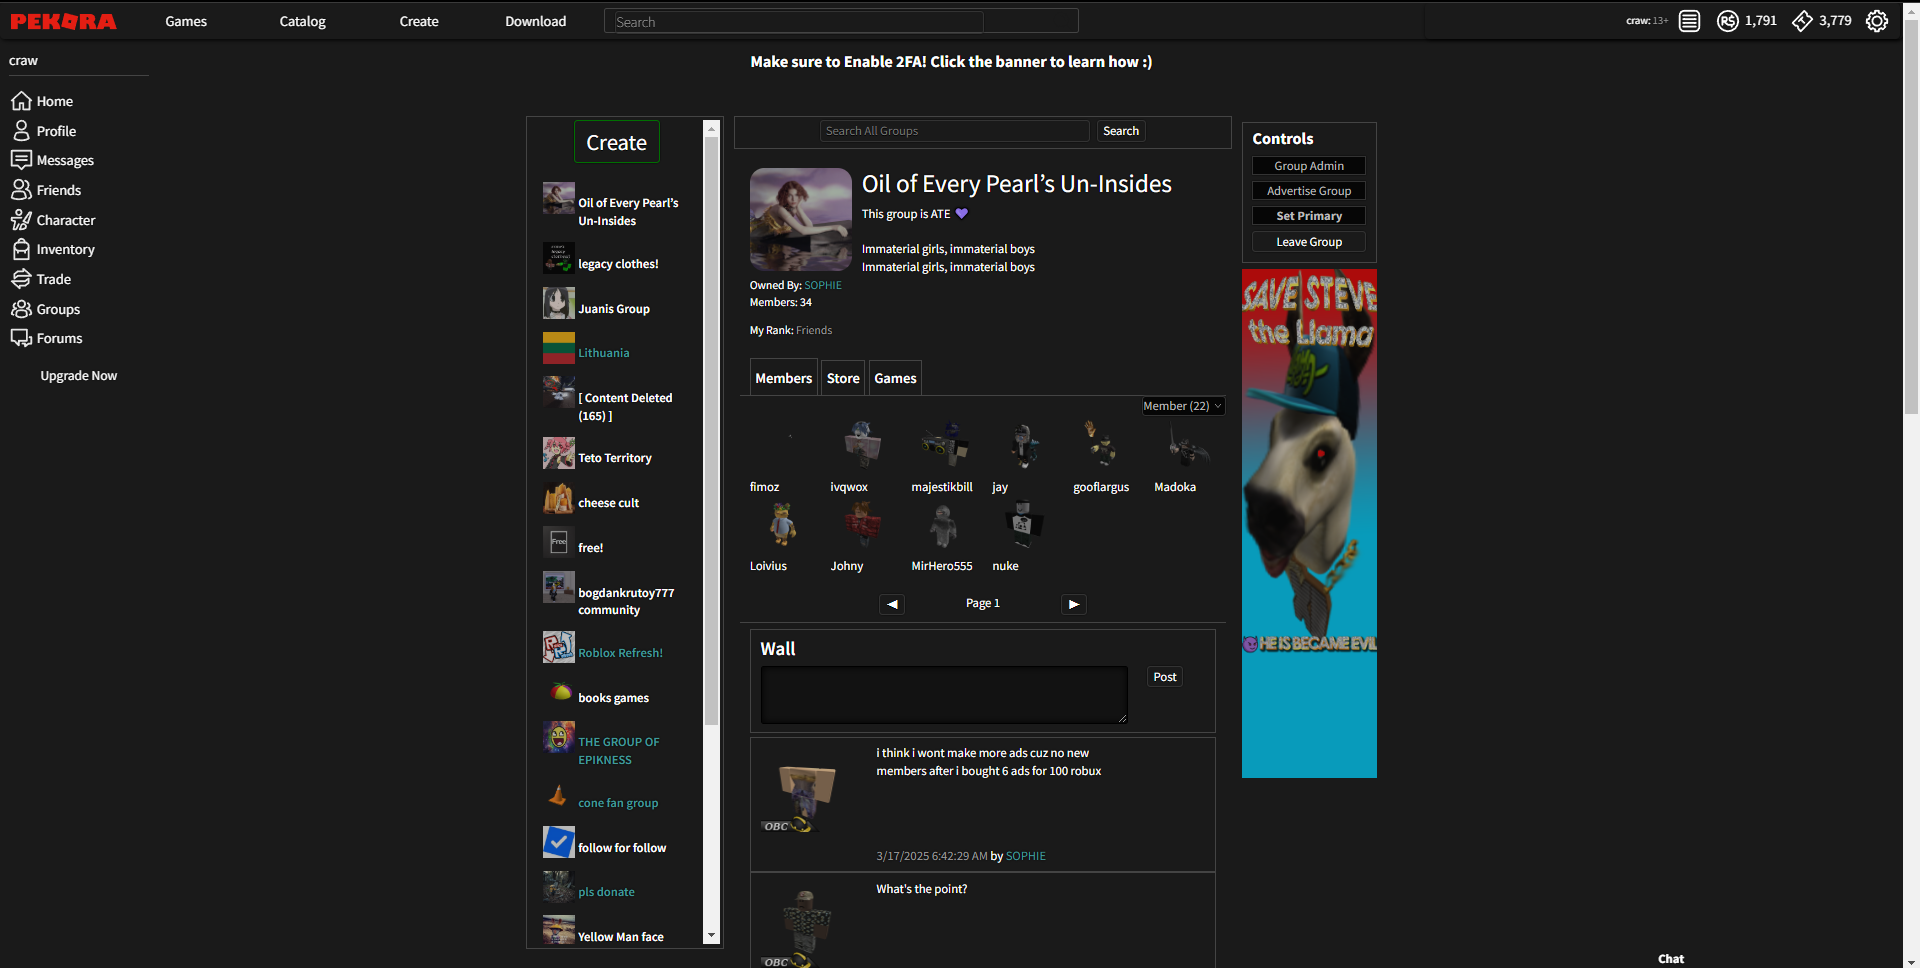 PEKORA
Games
Catalog
Create
Download
Search
craw: 13+
R$ 1,791
3,779
craw
Make sure to Enable 2FA! Click the banner to learn how :)
Home
Profile
Messages
Friends
Character
Inventory
Trade
Groups
Forums
Upgrade Now
Create
Oil of Every Pearl’s
Un-Insides
legacy clothes!
Juanis Group
Lithuania
[ Content Deleted
(165) ]
Teto Territory
cheese cult
Free
free!
bogdankrutoy777
community
Roblox Refresh!
books games
THE GROUP OF
EPIKNESS
cone fan group
follow for follow
pls donate
Yellow Man face
Search All Groups
Search
Oil of Every Pearl’s Un-Insides
This group is ATE 💜
Immaterial girls, immaterial boys
Immaterial girls, immaterial boys
Owned By: SOPHIE
Members: 34
My Rank: Friends
Members
Store
Games
Member (22)
fimoz
ivqwox
majestikbill
jay
gooflargus
Madoka
Loivius
Johny
MirHero555
nuke
◀ Page 1 ▶
Wall
Post
i think i wont make more ads cuz no new
members after i bought 6 ads for 100 robux
OBC
3/17/2025 6:42:29 AM by SOPHIE
What's the point?
OBC
Controls
Group Admin
Advertise Group
Set Primary
Leave Group
SAVE STEVE
the Llama
😈 HE IS BECAME EVIL
Chat